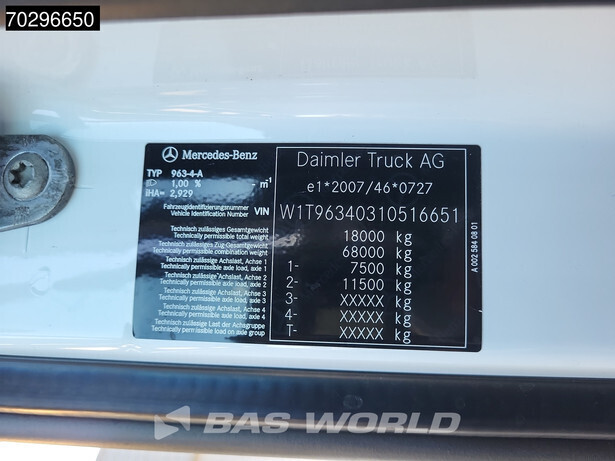 70296650
Mercedes-Benz
TYP 963-4-A
1,00 % - m⁻¹
iHA= 2,929
Fahrzeugidentifizierungsnummer
Vehicle Identification Number VIN
Technisch zulässiges Gesamtgewicht
Technically permissible total weight
Technisch zulässiges Zug-Gesamtgewicht
Technically permissible combination weight
Technisch zulässige Achslast, Achse 1
Technically permissible axle load, axle 1
Technisch zulässige Achslast, Achse 2
Technically permissible axle load, axle 2
Technisch zulässige Achslast, Achse 3
Technically permissible axle load, axle 3
Technisch zulässige Achslast, Achse 4
Technically permissible axle load, axle 4
Technisch zulässige Last der Achsgruppe
Technically permissible load on axle group
Daimler Truck AG
e1*2007/46*0727
W1T96340310516651
18000 kg
68000 kg
1- 7500 kg
2- 11500 kg
3- XXXXX kg
4- XXXXX kg
T- XXXXX kg
A 002 584 08 01
BAS WORLD